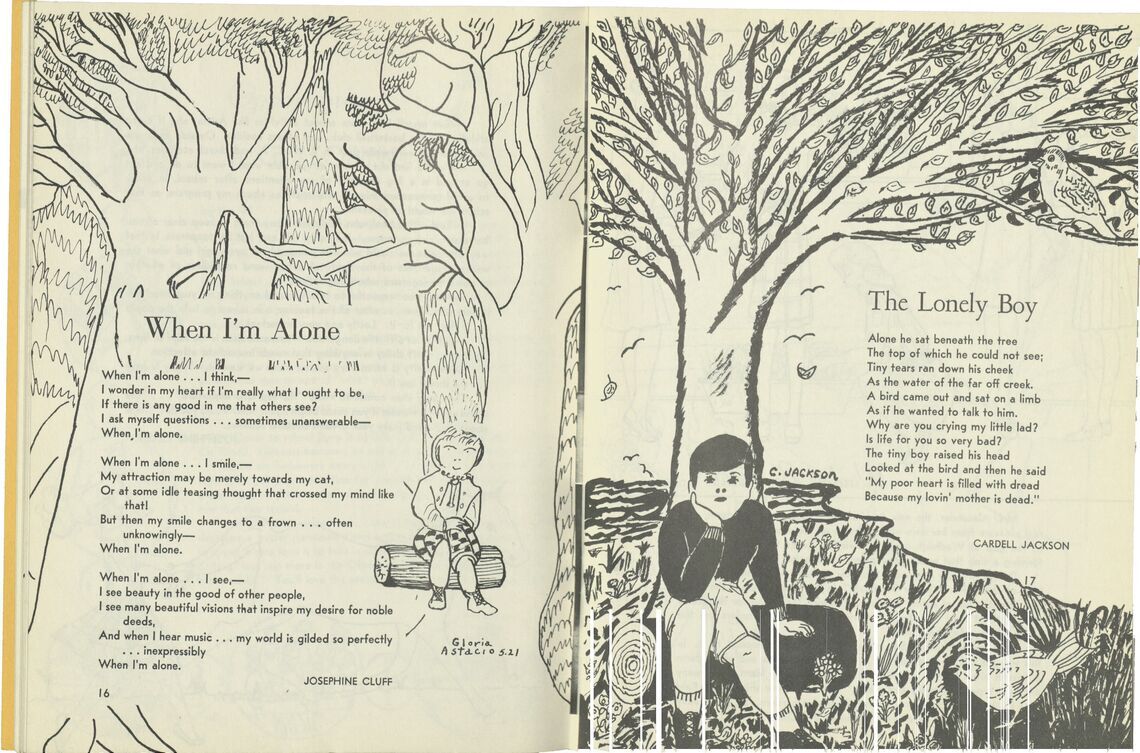 When I'm Alone
When I'm alone . . . I think,—
I wonder in my heart if I'm really what I ought to be,
If there is any good in me that others see?
I ask myself questions . . . sometimes unanswerable—
When I'm alone.
When I'm alone . . . I smile,—
My attraction may be merely towards my cat,
Or at some idle teasing thought that crossed my mind like
that!
But then my smile changes to a frown . . . often
unknowingly—
When I'm alone.
When I'm alone . . . I see,—
I see beauty in the good of other people,
I see many beautiful visions that inspire my desire for noble
deeds,
And when I hear music . . . my world is gilded so perfectly
. . . inexpressibly
When I'm alone.
JOSEPHINE CLUFF
Gloria
Astacio 5.21
16
The Lonely Boy
Alone he sat beneath the tree
The top of which he could not see;
Tiny tears ran down his cheek
As the water of the far off creek.
A bird came out and sat on a limb
As if he wanted to talk to him.
Why are you crying my little lad?
Is life for you so very bad?
The tiny boy raised his head
Looked at the bird and then he said
"My poor heart is filled with dread
Because my lovin' mother is dead."
C. JACKSON
CARDELL JACKSON
17